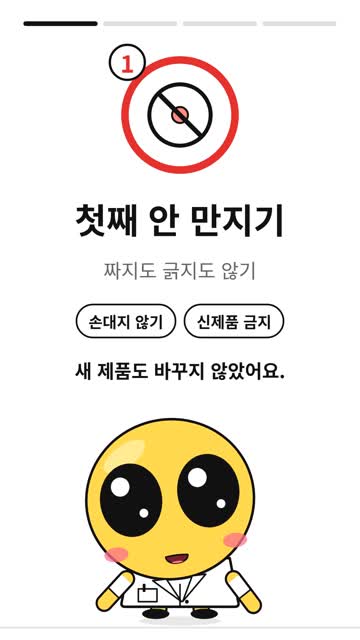 1
첫째 안 만지기
짜지도 긁지도 않기
손대지 않기 신제품 금지
새 제품도 바꾸지 않았어요.